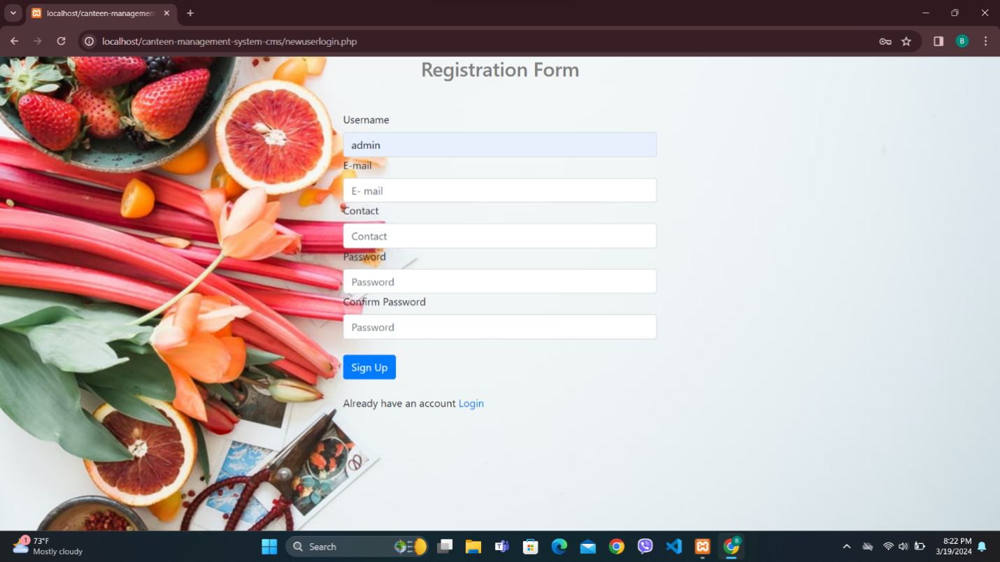 localhost/canteen-managemen
localhost/canteen-management-system-cms/newuserlogin.php
B
Registration Form
Username
admin
E-mail
E- mail
Contact
Contact
Password
Password
Confirm Password
Password
Sign Up
Already have an account Login
1
73°F
Mostly cloudy
Search
B
8:22 PM
3/19/2024